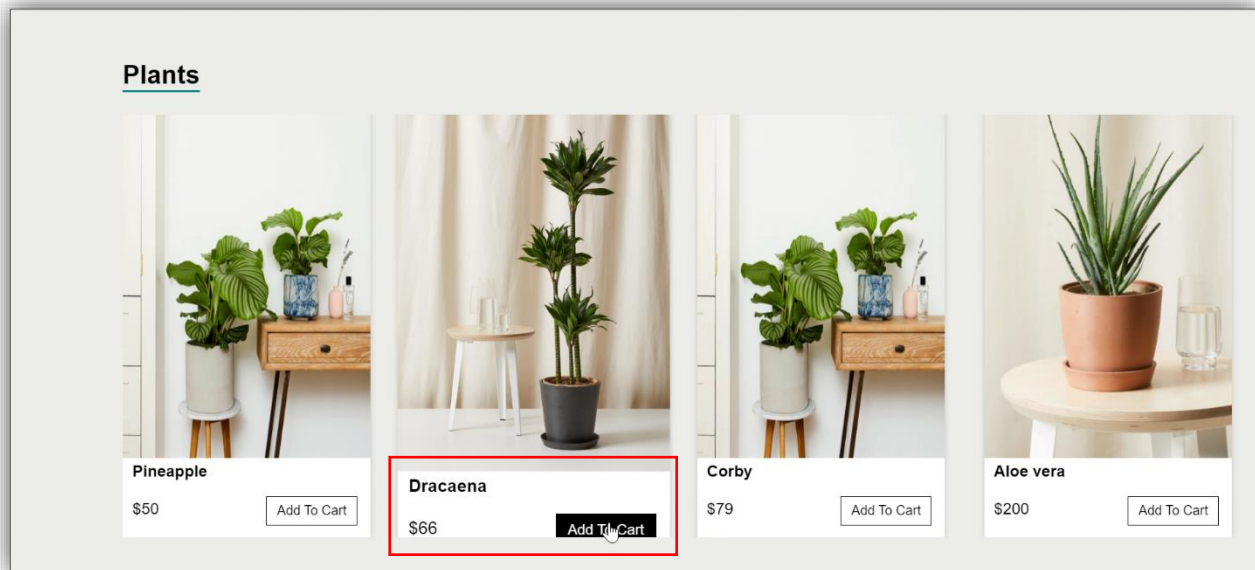 Plants
Pineapple
$50
Add To Cart
Dracaena
$66
Add To Cart
Corby
$79
Add To Cart
Aloe vera
$200
Add To Cart